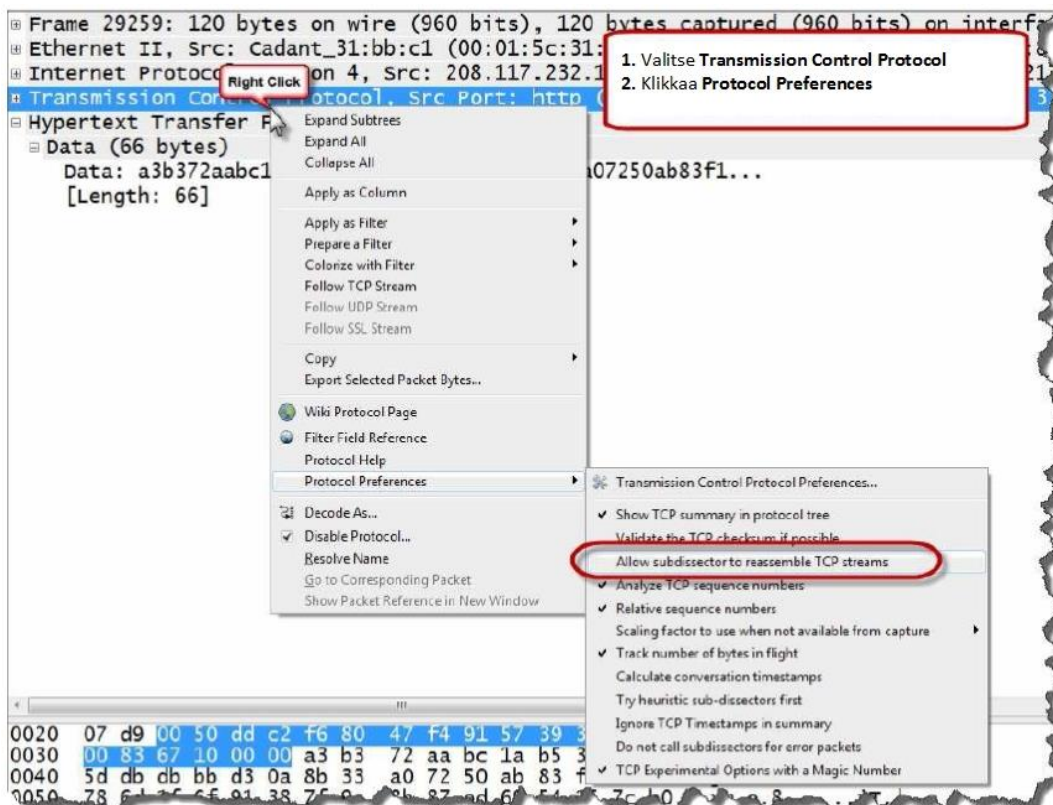 Frame 29259: 120 bytes on wire (960 bits), 120 bytes captured (960 bits) on interfa
Ethernet II, Src: Cadant_31:bb:c1 (00:01:5c:31:
Internet Protoc on 4, Src: 208.117.232.1
Transmission Con otocol, Src Port: http (
Hypertext Transfer P
Data (66 bytes)
Data: a3b372aabc1 a07250ab83f1...
[Length: 66]
Right Click
1. Valitse Transmission Control Protocol
2. Klikkaa Protocol Preferences
Expand Subtrees
Expand All
Collapse All
Apply as Column
Apply as Filter
Prepare a Filter
Colorize with Filter
Follow TCP Stream
Follow UDP Stream
Follow SSL Stream
Copy
Export Selected Packet Bytes...
Wiki Protocol Page
Filter Field Reference
Protocol Help
Protocol Preferences
Decode As...
Disable Protocol...
Resolve Name
Go to Corresponding Packet
Show Packet Reference in New Window
Transmission Control Protocol Preferences...
Show TCP summary in protocol tree
Validate the TCP checksum if possible
Allow subdissector to reassemble TCP streams
Analyze TCP sequence numbers
Relative sequence numbers
Scaling factor to use when not available from capture
Track number of bytes in flight
Calculate conversation timestamps
Try heuristic sub-dissectors first
Ignore TCP Timestamps in summary
Do not call subdissectors for error packets
TCP Experimental Options with a Magic Number
0020 07 d9 00 50 dd c2 f6 80 47 f4 91 57 39 3
0030 00 83 67 10 00 00 a3 b3 72 aa bc 1a b5 3
0040 5d db db bb d3 0a 8b 33 a0 72 50 ab 83 f
0050 78